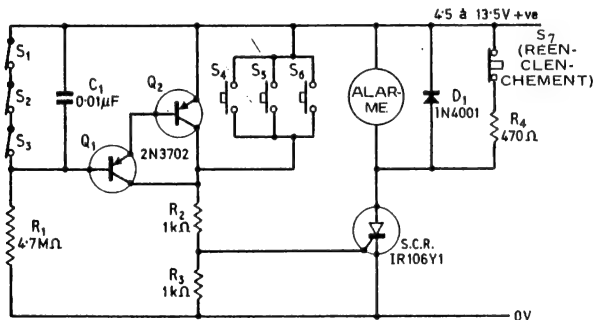 4·5 à 13·5V +ve
S7
(RÉEN-
CLEN-
CHEMENT)
S1
S2
S3
C1
0·01µF
Q2
Q1
2N3702
S4
S5
S6
ALAR-
ME
D1
1N4001
R4
470Ω
R1
4·7MΩ
R2
1kΩ
R3
1kΩ
S.C.R.
IR106Y1
0V